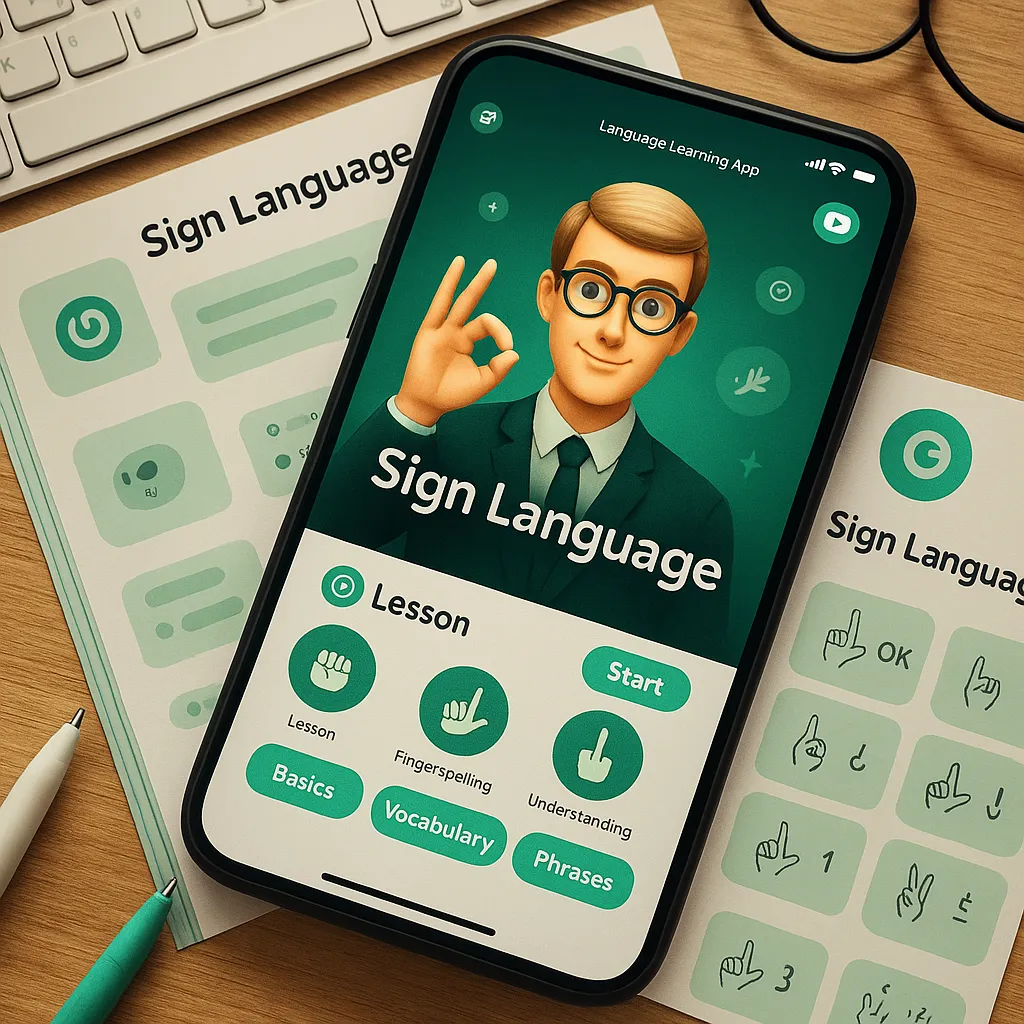 Sign Language
Language Learning App
Sign Language
Lesson
Start
Lesson
Fingerspelling
Understanding
Basics
Vocabulary
Phrases
Sign Languag
OK
1
3
K
6